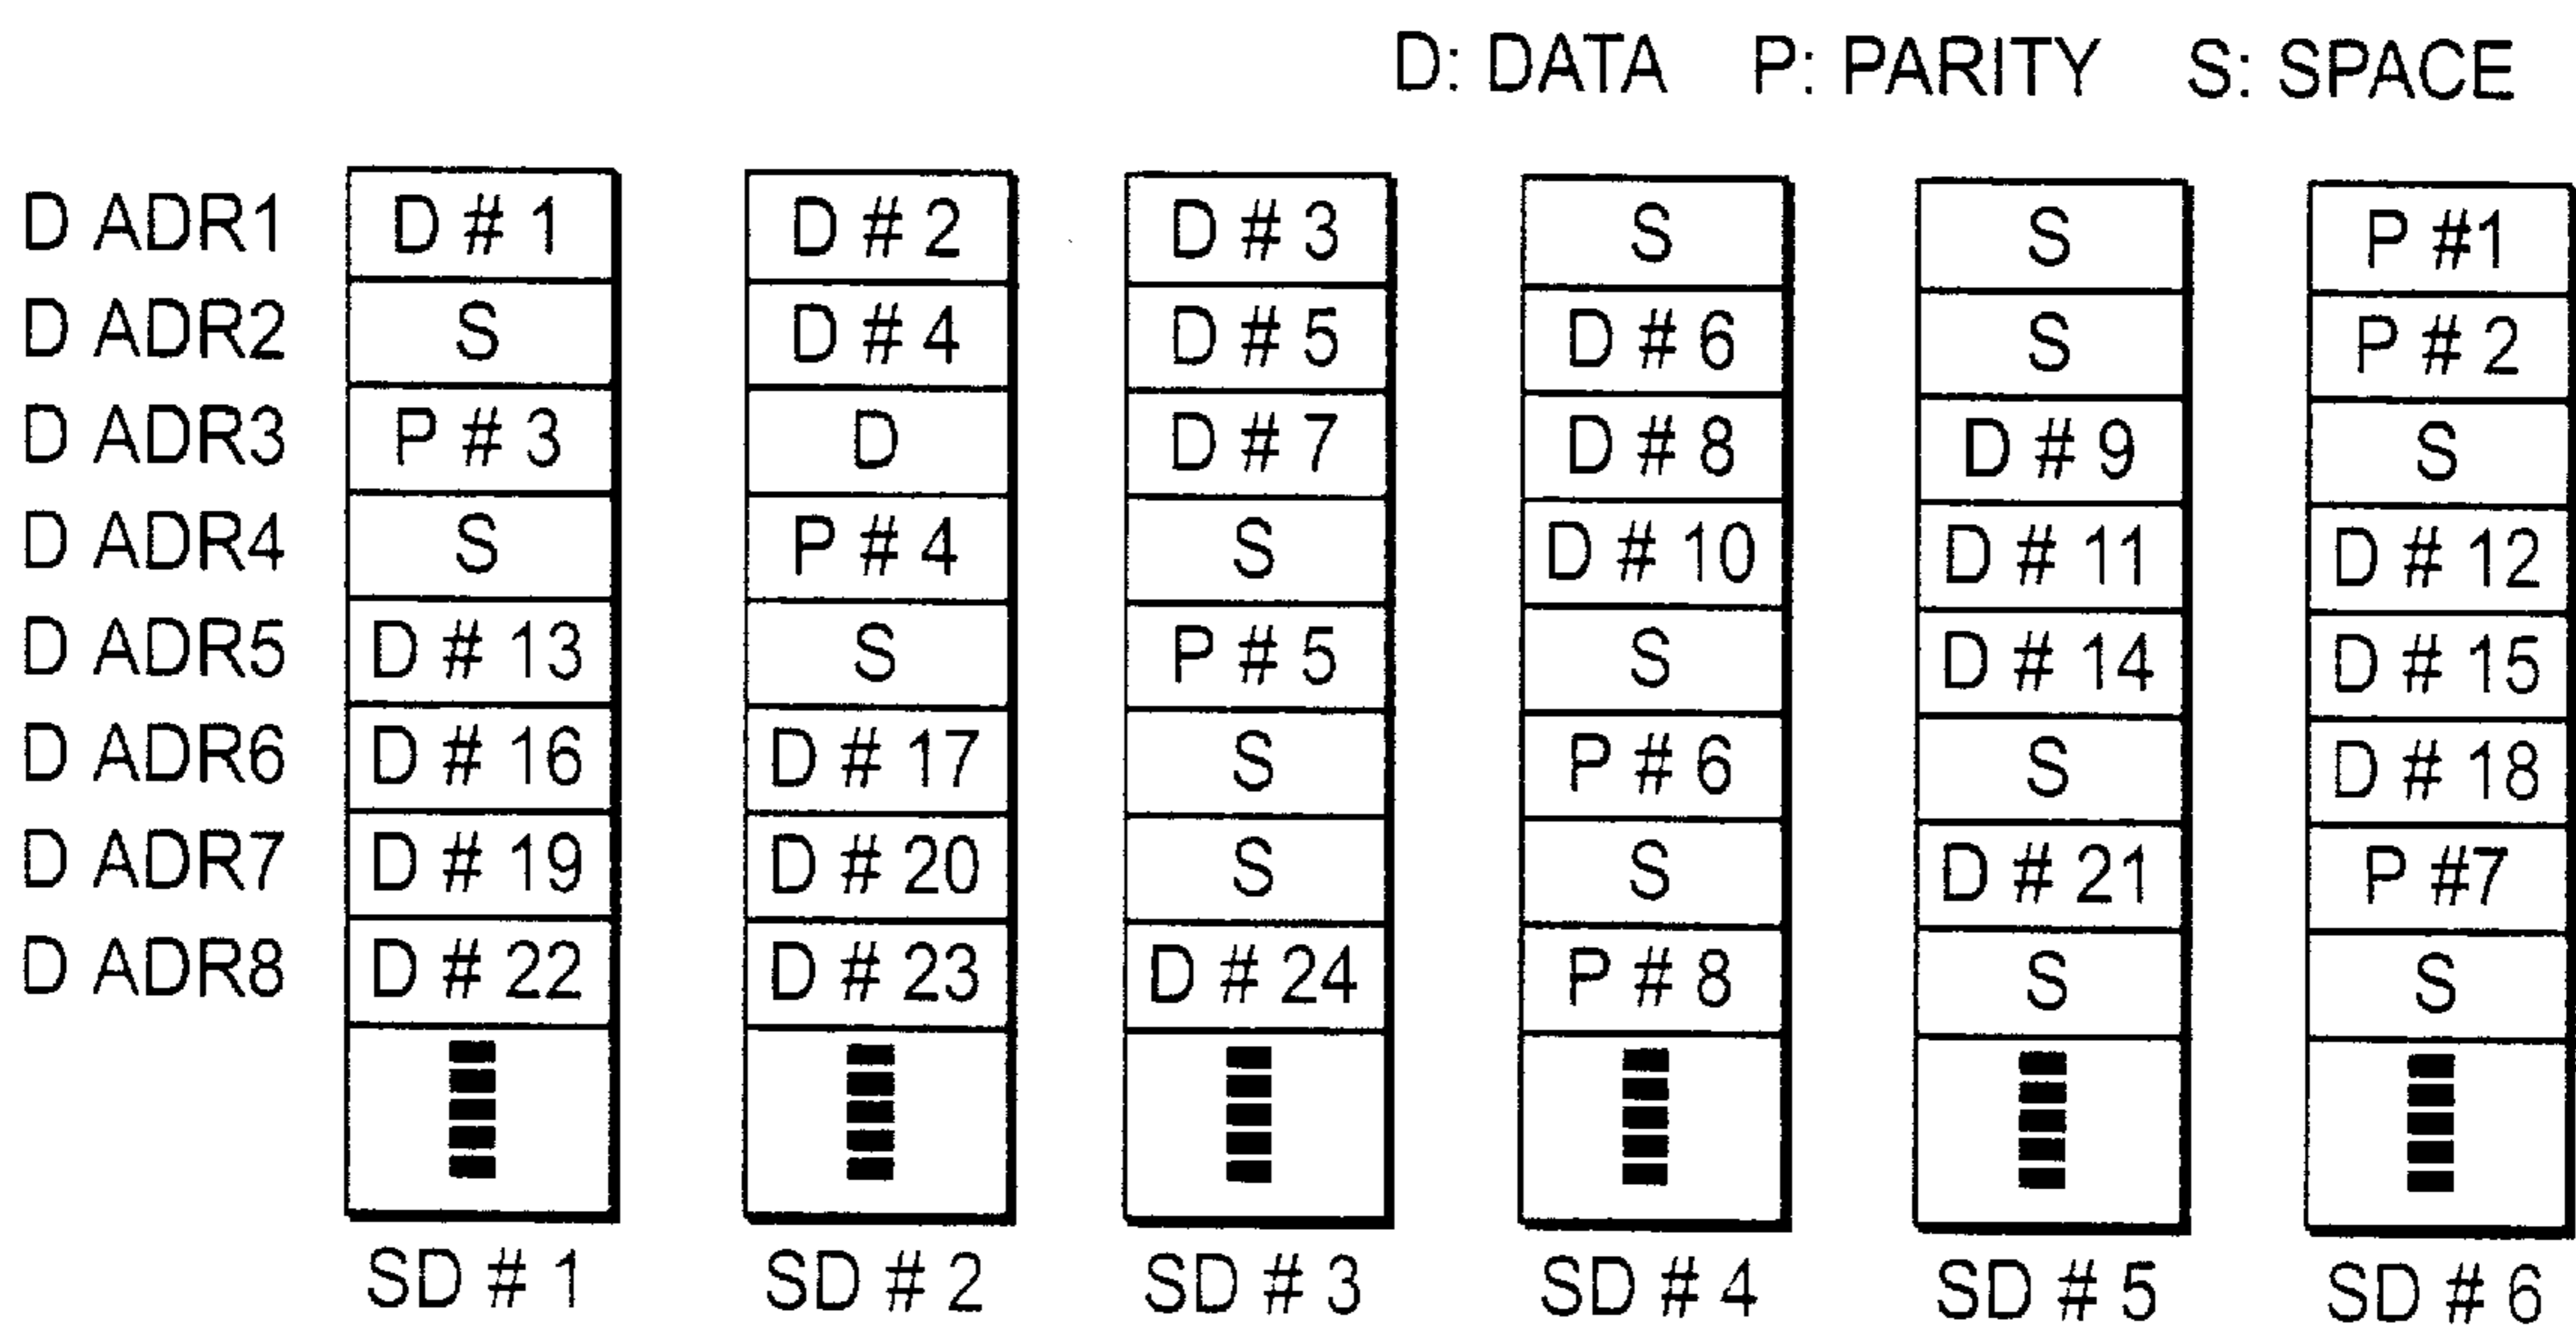 D: DATA P: PARITY S: SPACE
D ADR1 D # 1 D # 2 D # 3 S S P #1
D ADR2 S D # 4 D # 5 D # 6 S P # 2
D ADR3 P # 3 D D # 7 D # 8 D # 9 S
D ADR4 S P # 4 S D # 10 D # 11 D # 12
D ADR5 D # 13 S P # 5 S D # 14 D # 15
D ADR6 D # 16 D # 17 S P # 6 S D # 18
D ADR7 D # 19 D # 20 S S D # 21 P #7
D ADR8 D # 22 D # 23 D # 24 P # 8 S S
SD # 1 SD # 2 SD # 3 SD # 4 SD # 5 SD # 6